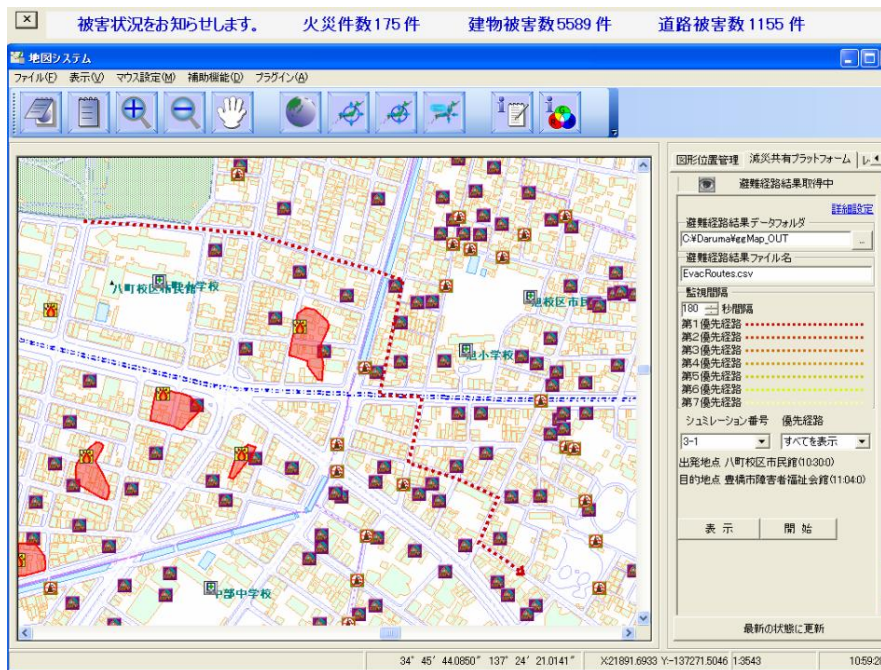 被害状況をお知らせします。 火災件数175件 建物被害数5589件 道路被害数1155件
地図システム
ファイル(F) 表示(V) マウス設定(M) 補助機能(D) プラグイン(A)
図形位置管理 減災共有プラットフォーム
避難経路結果取得中
詳細設定
避難経路結果データフォルダ
C:¥Daruma¥ggMap_OUT
避難経路結果ファイル名
EvacRoutes.csv
監視間隔
180 秒間隔
第1優先経路
第2優先経路
第3優先経路
第4優先経路
第5優先経路
第6優先経路
第7優先経路
シュミレーション番号 優先経路
3-1 すべてを表示
出発地点 八町校区市民館(10:30:0)
目的地点 豊橋市障害者福祉会館(11:04:0)
表示 開始
最新の状態に更新
八町校区市民館
旭校区市民
旭小学校
中部中学校
34° 45' 44.0850" 137° 24' 21.0141" X:21891.6933 Y:-137271.5046 1:3543 10:59:28